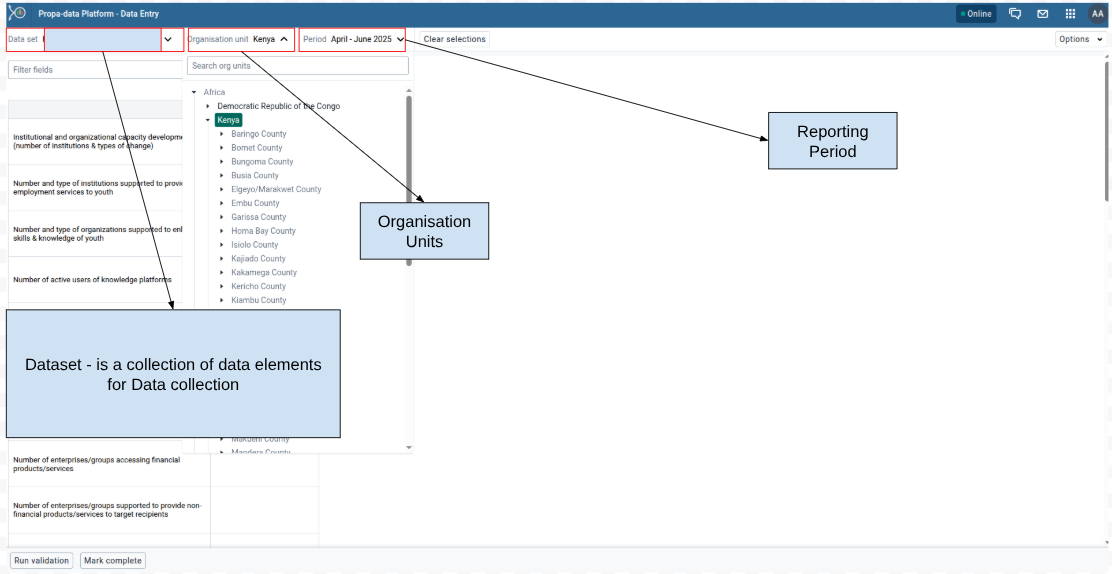 Propa-data Platform - Data Entry
Online
AA
Data set
Organisation unit Kenya
Period April - June 2025
Clear selections
Options
Filter fields
Search org units
Africa
Democratic Republic of the Congo
Kenya
Baringo County
Bomet County
Bungoma County
Busia County
Elgeyo/Marakwet County
Embu County
Garissa County
Homa Bay County
Isiolo County
Kajiado County
Kakamega County
Kericho County
Kiambu County
Makueni County
Mandera County
Institutional and organizational capacity developme
(number of institutions & types of change)
Number and type of institutions supported to provi
employment services to youth
Number and type of organizations supported to enl
skills & knowledge of youth
Number of active users of knowledge platforms
Number of enterprises/groups accessing financial
products/services
Number of enterprises/groups supported to provide non-
financial products/services to target recipients
Reporting
Period
Organisation
Units
Dataset - is a collection of data elements
for Data collection
Run validation
Mark complete